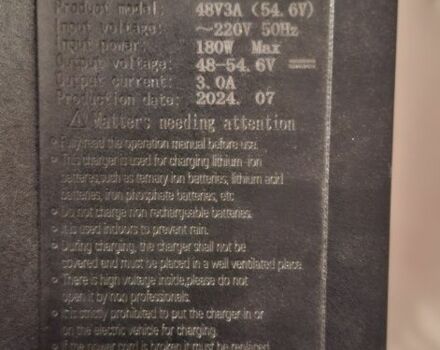 Product model: 48V3A (54.6V)
Input voltage: ~220V 50Hz
Input power: 180W Max
Output voltage: 48-54.6V
Output current: 3.0A
Production date: 2024.07
⚠ Matters needing attention
• Fully read the operation manual before use.
• This charger is used for charging lithium-ion
batteries, such as ternary ion batteries, lithium acid
batteries, iron phosphate batteries, etc
• Do not charge non rechargeable batteries.
• It is used indoors to prevent rain.
• During charging, the charger shall not be
covered and must be placed in a well ventilated place.
• There is high voltage inside, please do not
open it by non professionals.
• It is strictly prohibited to put the charger in or
on the electric vehicle for charging.
• If the power cord is broken it must be replaced